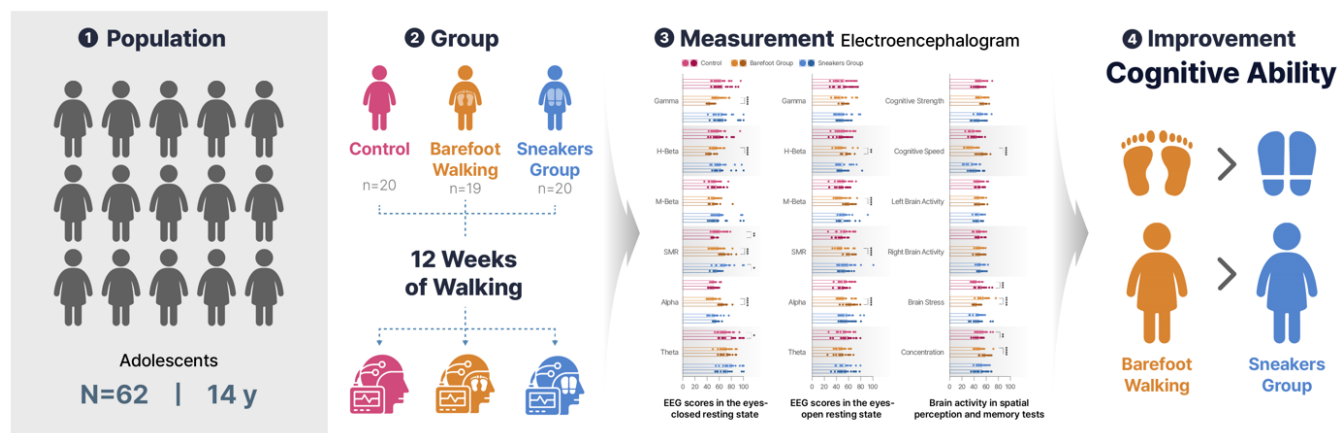 1 Population
Adolescents
N=62 | 14 y
2 Group
Control
n=20
Barefoot
Walking
n=19
Sneakers
Group
n=20
12 Weeks
of Walking
3 Measurement Electroencephalogram
Control Barefoot Group Sneakers Group
Gamma
H-Beta
M-Beta
SMR
Alpha
Theta
0 20 40 60 80 100
EEG scores in the eyes-
closed resting state
Gamma
H-Beta
M-Beta
SMR
Alpha
Theta
0 20 40 60 80 100
EEG scores in the eyes-
open resting state
Cognitive Strength
Cognitive Speed
Left Brain Activity
Right Brain Activity
Brain Stress
Concentration
0 20 40 60 80 100
Brain activity in spatial
perception and memory tests
4 Improvement
Cognitive Ability
Barefoot
Walking
Sneakers
Group